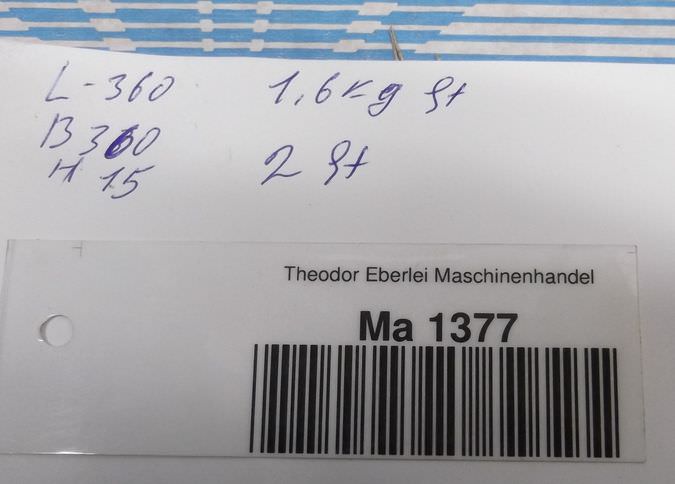 L-360 1,6Kg St
B 360
H 15 2 St
Theodor Eberlei Maschinenhandel
Ma 1377